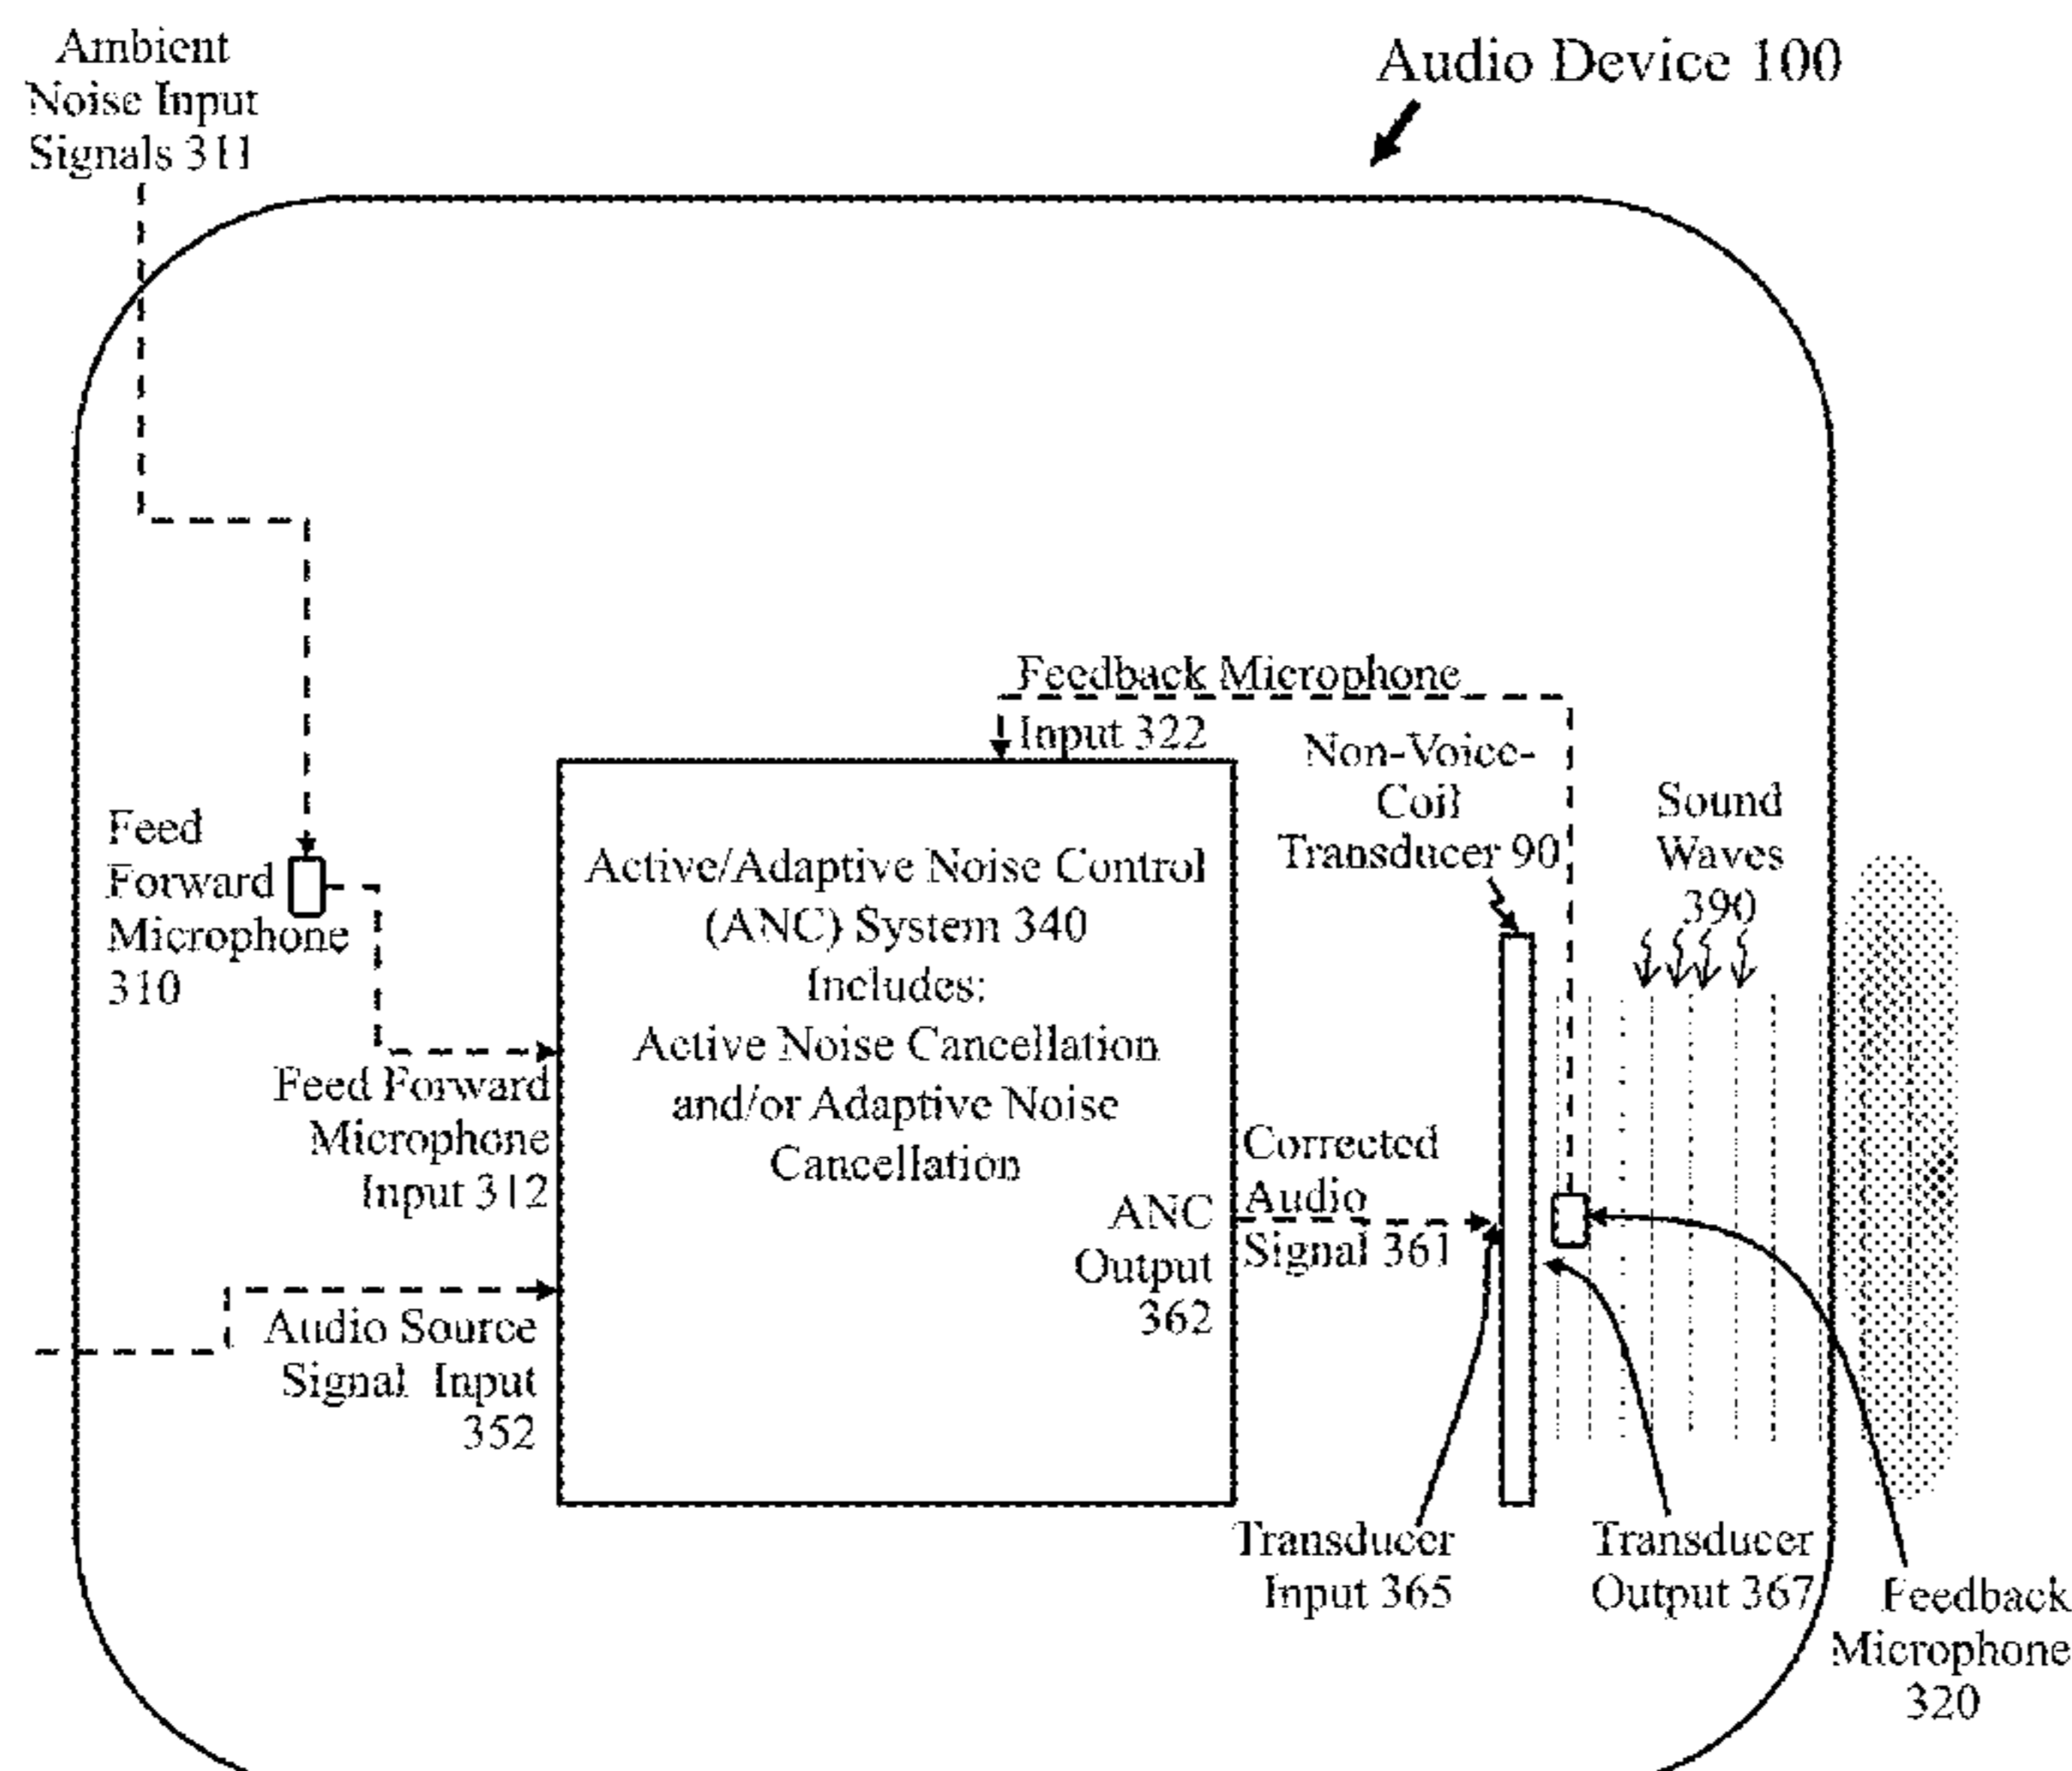 Ambient
Noise Input
Signals 311
Audio Device 100
Feedback Microphone
Input 322
Non-Voice-
Coil
Transducer 90
Sound
Waves
390
Feed
Forward
Microphone
310
Active/Adaptive Noise Control
(ANC) System 340
Includes:
Active Noise Cancellation
and/or Adaptive Noise
Cancellation
Feed Forward
Microphone
Input 312
Corrected
Audio
Signal 361
ANC
Output
362
Audio Source
Signal Input
352
Transducer
Input 365
Transducer
Output 367
Feedback
Microphone
320